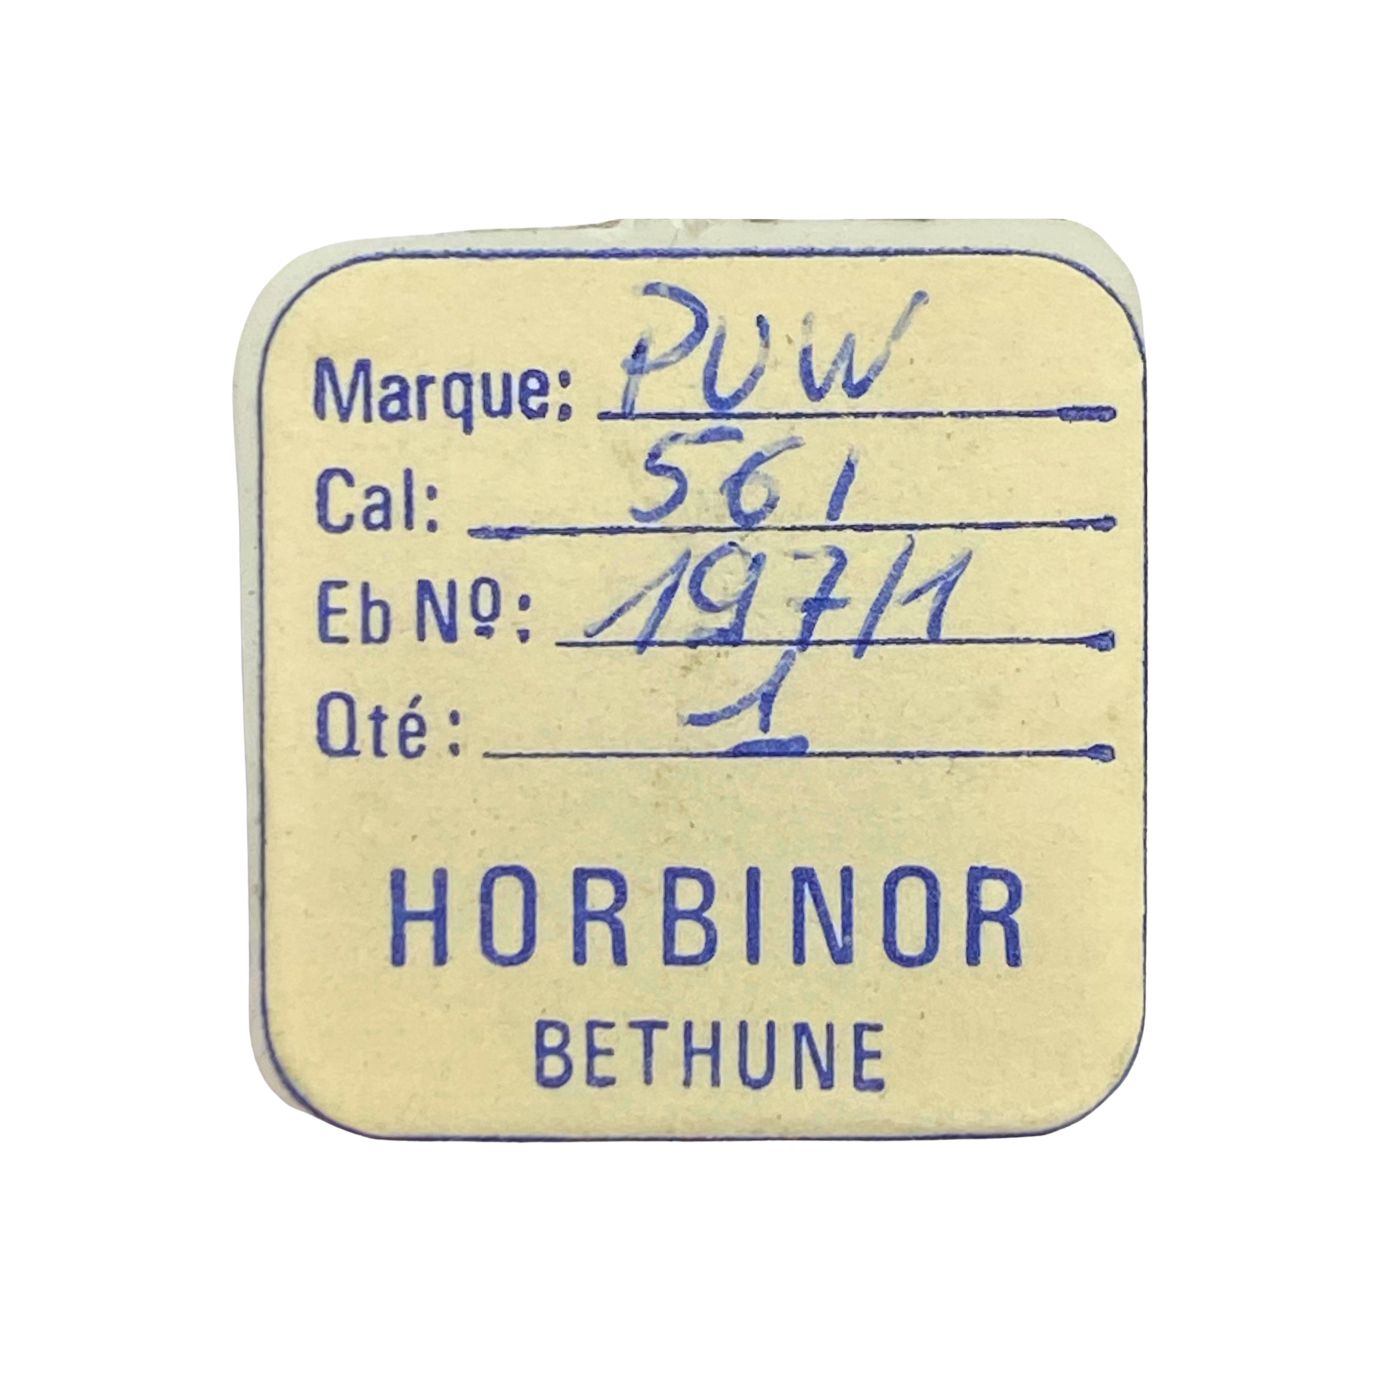 Marque: PUW
Cal: 561
Eb Nº: 197/1
Qté: 1
HORBINOR
BETHUNE